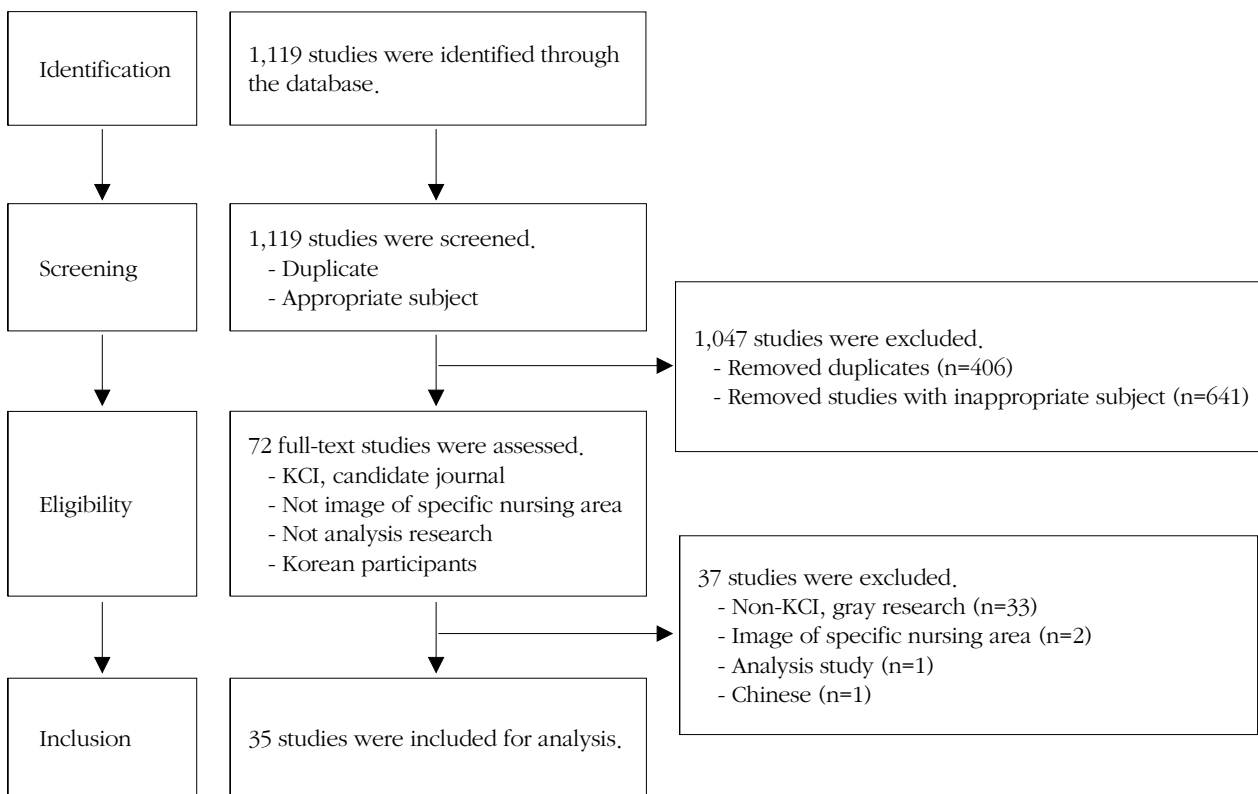 Identification
1,119 studies were identified through
the database.
Screening
1,119 studies were screened.
- Duplicate
- Appropriate subject
1,047 studies were excluded.
- Removed duplicates (n=406)
- Removed studies with inappropriate subject (n=641)
Eligibility
72 full-text studies were assessed.
- KCI, candidate journal
- Not image of specific nursing area
- Not analysis research
- Korean participants
37 studies were excluded.
- Non-KCI, gray research (n=33)
- Image of specific nursing area (n=2)
- Analysis study (n=1)
- Chinese (n=1)
Inclusion
35 studies were included for analysis.